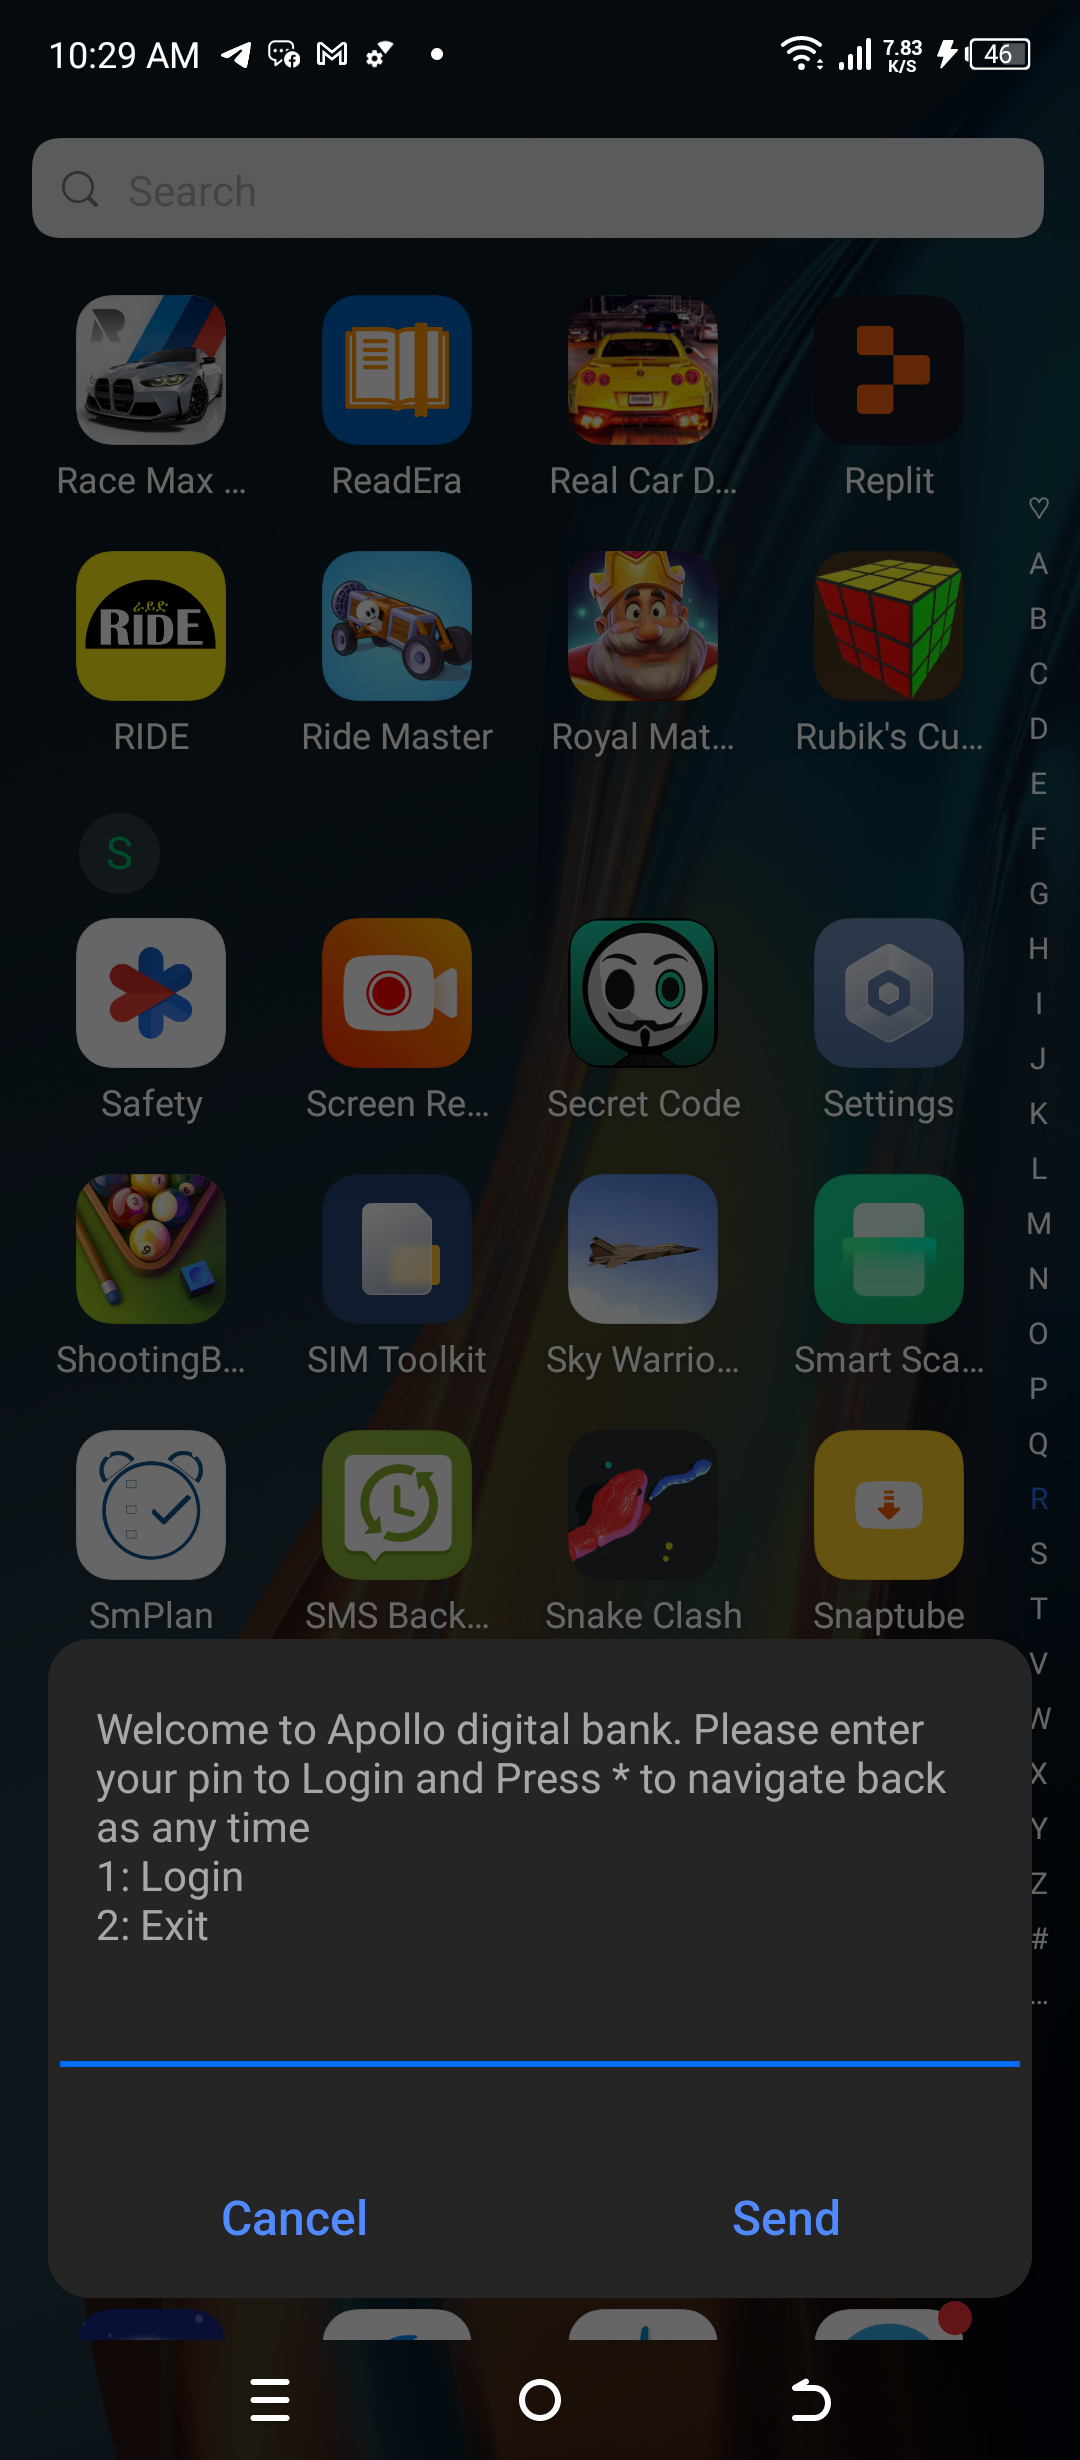 10:29 AM
7.83
K/S
46
Search
Race Max ...
ReadEra
Real Car D...
Replit
RIDE
RIDE
Ride Master
Royal Mat...
Rubik's Cu...
S
Safety
Screen Re...
Secret Code
Settings
ShootingB...
SIM Toolkit
Sky Warrio...
Smart Sca...
SmPlan
SMS Back...
Snake Clash
Snaptube
♡
A
B
C
D
E
F
G
H
I
J
K
L
M
N
O
P
Q
R
S
T
V
W
X
Y
Z
#
...
Welcome to Apollo digital bank. Please enter
your pin to Login and Press * to navigate back
as any time
1: Login
2: Exit
Cancel
Send